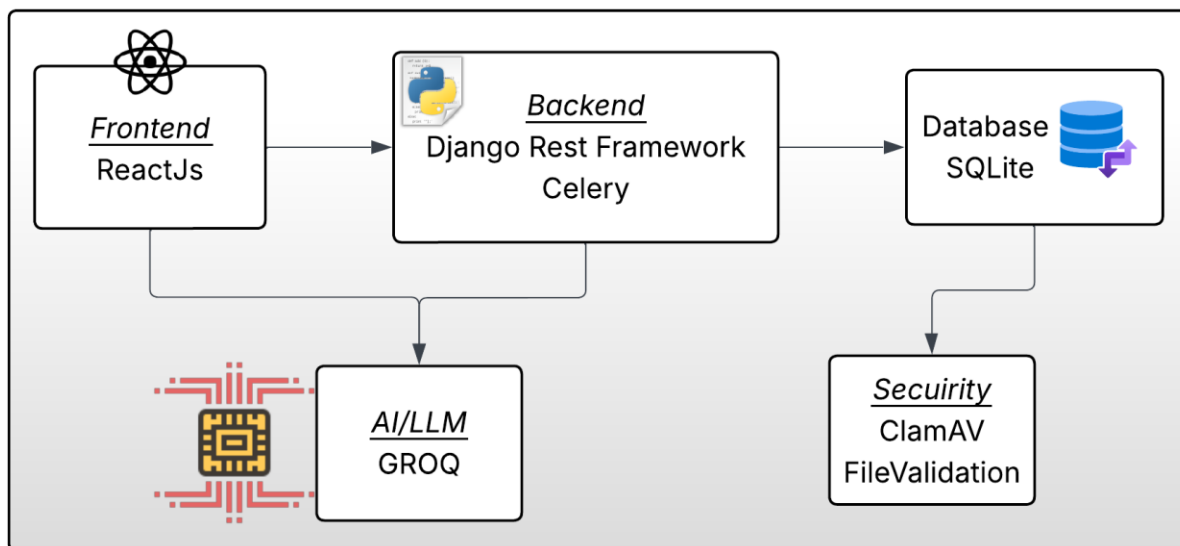 Frontend
ReactJs
Backend
Django Rest Framework
Celery
Database
SQLite
AI/LLM
GROQ
Secuirity
ClamAV
FileValidation